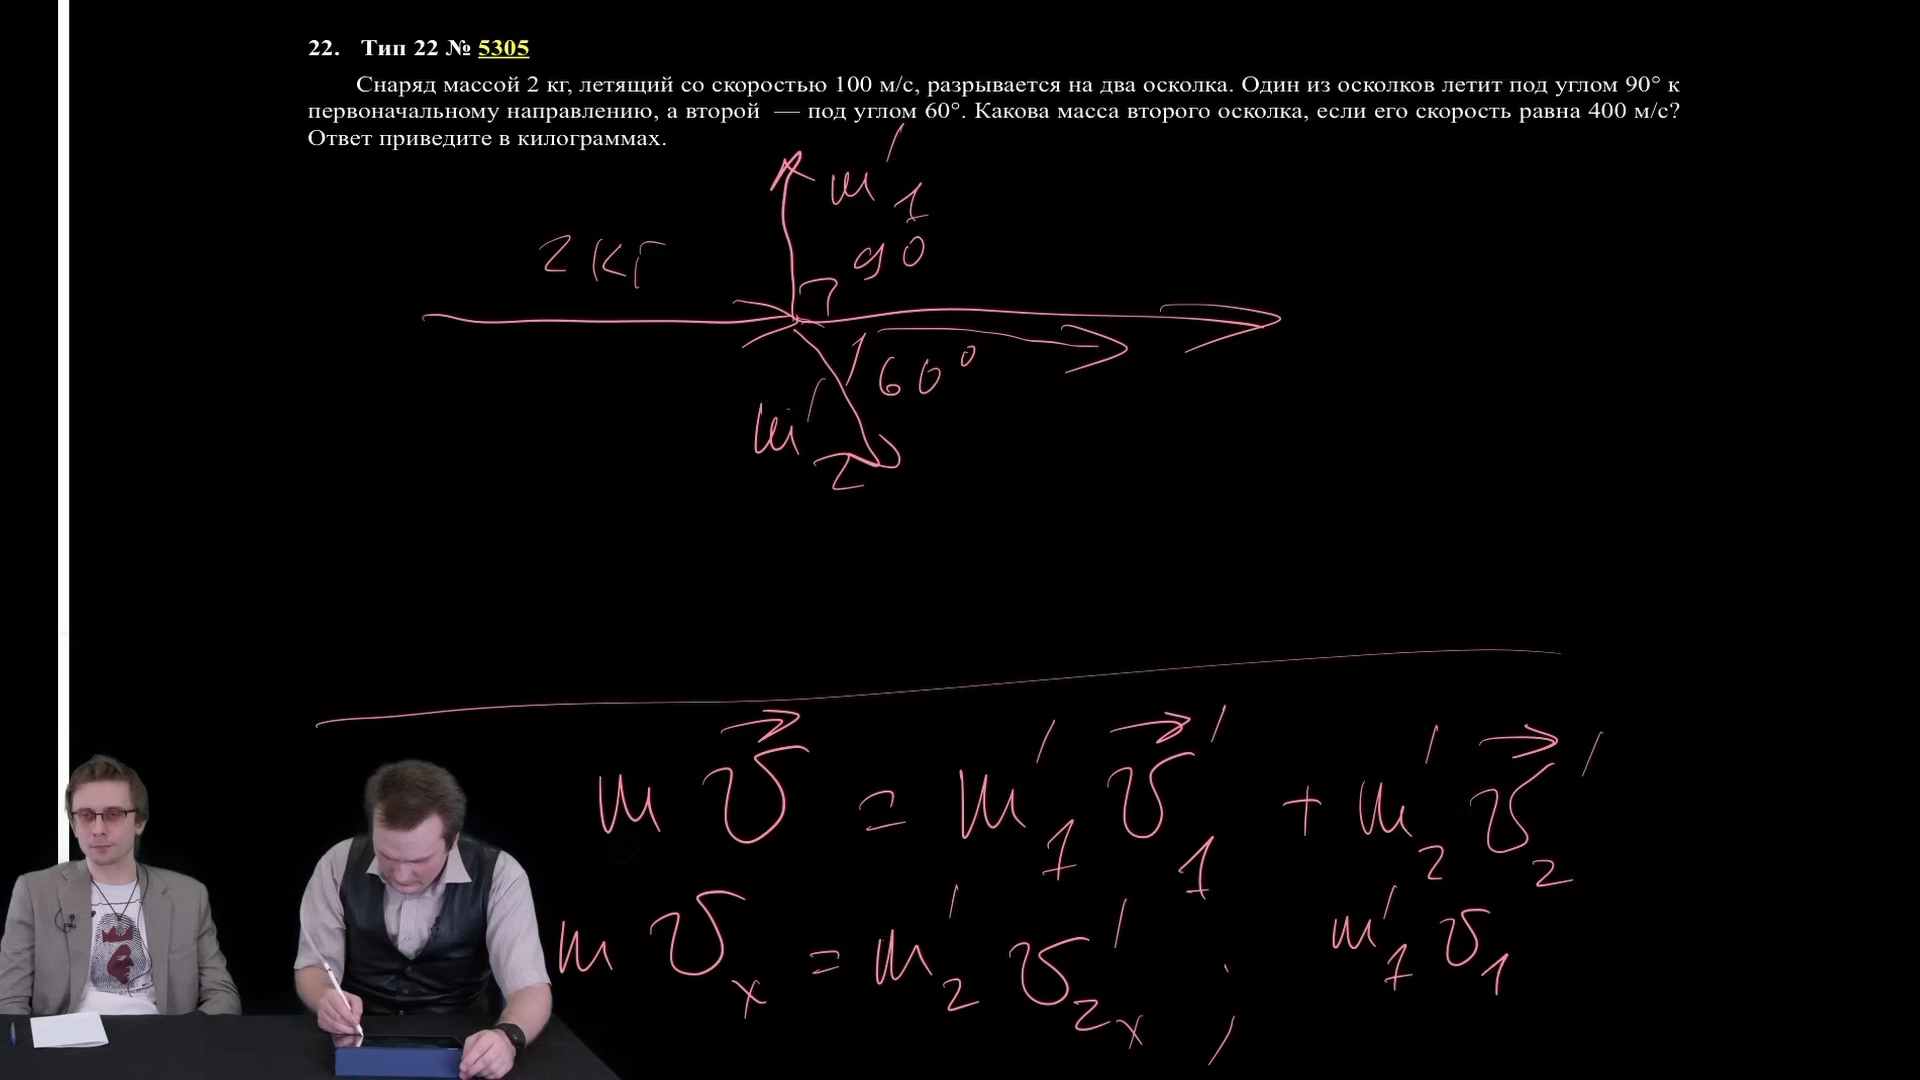 22. Тип 22 № 5305
Снаряд массой 2 кг, летящий со скоростью 100 м/с, разрывается на два осколка. Один из осколков летит под углом 90° к
первоначальному направлению, а второй — под углом 60°. Какова масса второго осколка, если его скорость равна 400 м/с?
Ответ приведите в килограммах.
m'₁
2 кг
90
60°
m'₂
m v⃗ = m'₁ v⃗'₁ + m'₂ v⃗'₂
m vₓ = m'₂ v'₂ₓ ; m'₁ v₁